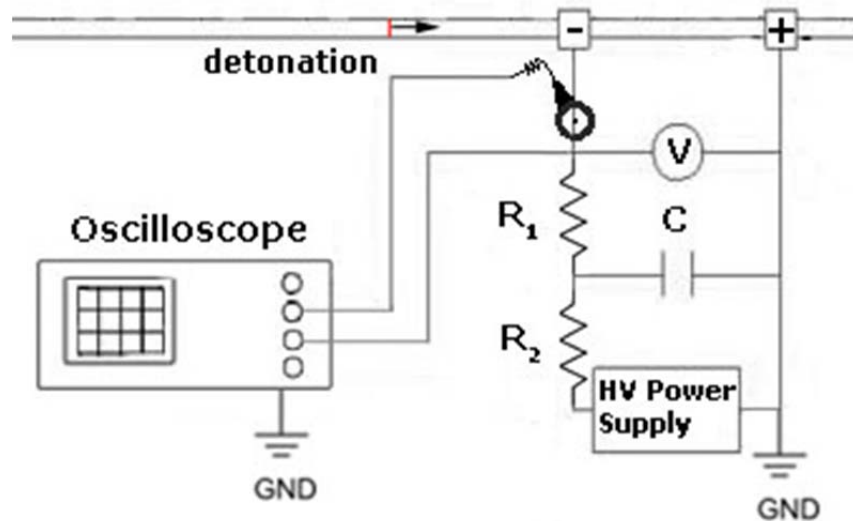 - +
detonation
V
R1
C
Oscilloscope
R2
HV Power
Supply
GND
GND